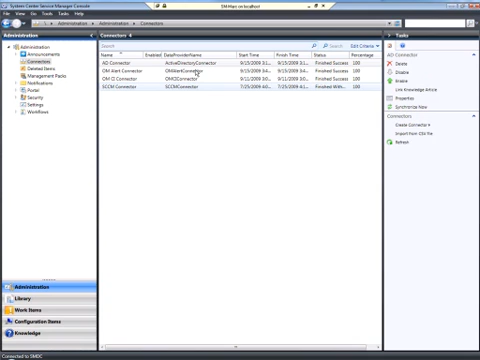 System Center Service Manager Console
SM-Main on localhost
File View Go Tasks Tools Help
Administration Administration Connectors
Administration
Administration
Announcements
Connectors
Deleted Items
Management Packs
Notifications
Portal
Security
Settings
Workflows
Administration
Library
Work Items
Configuration Items
Knowledge
Connectors 4
Search Search Edit Criteria
Name Enabled DataProviderName Start Time Finish Time Status Percentage
AD Connector ActiveDirectoryConnector Finished Success 100
OM Alert Connector OMAlertConnector Finished Success 100
OM CI Connector Finished Success 100
SCCM Connector SCCMConnector Finished With... 100
Tasks
AD Connector
Delete
Disable
Enable
Link Knowledge Article
Properties
Synchronize Now
Connectors
Create Connector
Import from CSV file
Refresh
Connected to SMDC